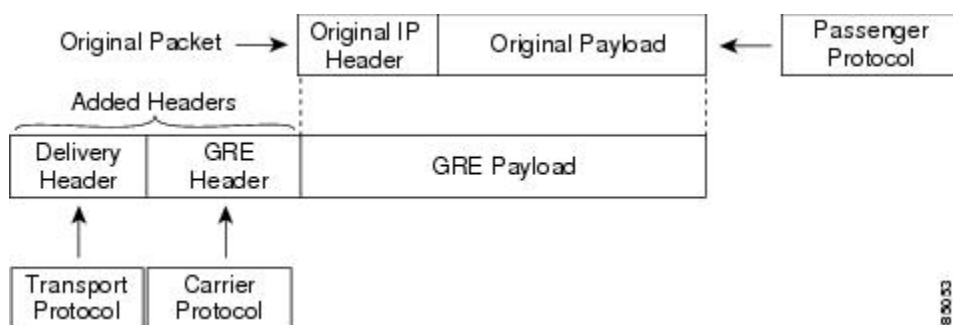 Original Packet
Original IP
Header
Original Payload
Passenger
Protocol
Added Headers
Delivery
Header
GRE
Header
GRE Payload
Transport
Protocol
Carrier
Protocol
85053